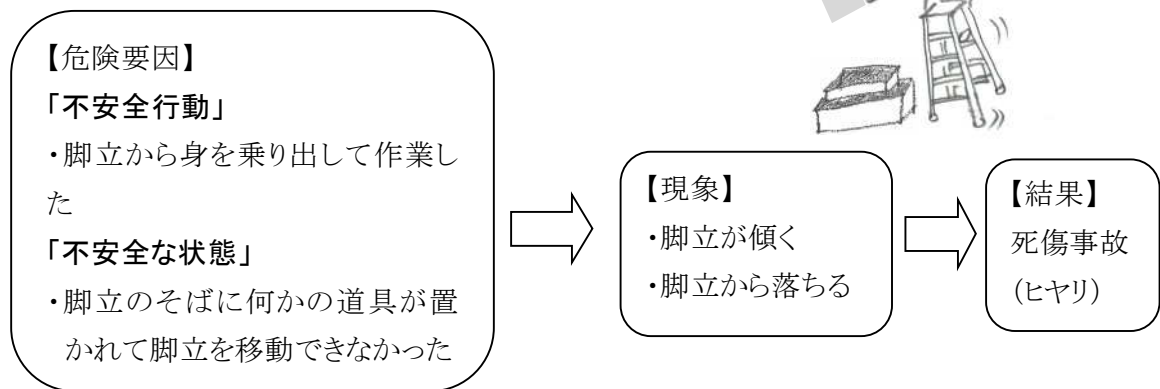 【危険要因】
「不安全行動」
・脚立から身を乗り出して作業し
た
「不安全な状態」
・脚立のそばに何かの道具が置
かれて脚立を移動できなかった
【現象】
・脚立が傾く
・脚立から落ちる
【結果】
死傷事故
(ヒヤリ)